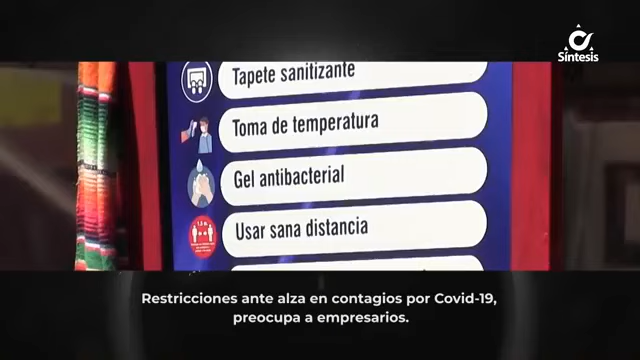 Síntesis
Tapete sanitizante
Toma de temperatura
Gel antibacterial
Usar sana distancia
Restricciones ante alza en contagios por Covid-19,
preocupa a empresarios.